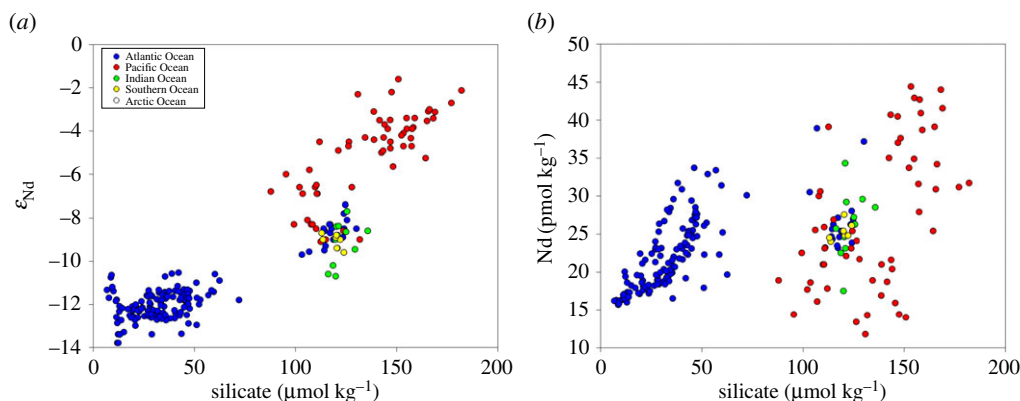 (a)
0
−2
−4
−6
−8
−10
−12
−14
εNd
Atlantic Ocean
Pacific Ocean
Indian Ocean
Southern Ocean
Arctic Ocean
0 50 100 150 200
silicate (μmol kg⁻¹)
(b)
50
45
40
35
30
25
20
15
10
Nd (pmol kg⁻¹)
0 50 100 150 200
silicate (μmol kg⁻¹)